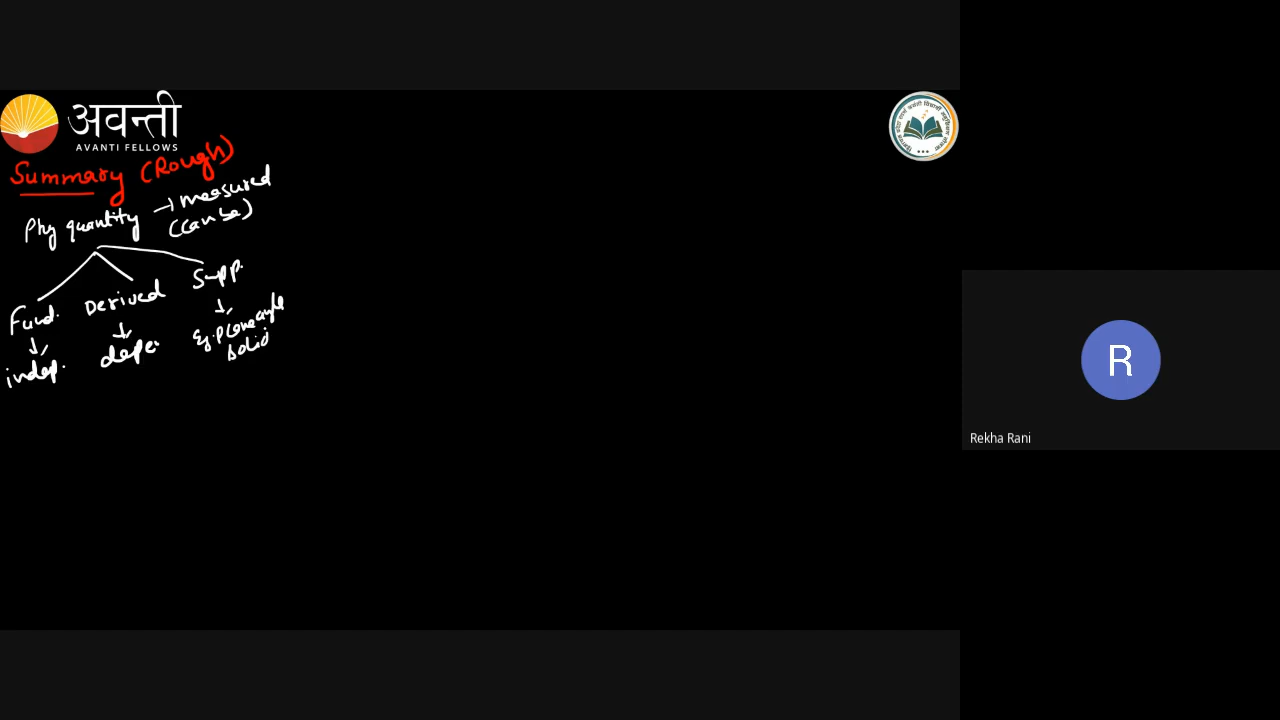 अवन्ती
AVANTI FELLOWS
Summary (Rough)
Phy quantity → measured
(can be)
Fund. Derived Supp.
↓ ↓ ↓
indep. depe. Eg. Plane angle
Solid
R
Rekha Rani